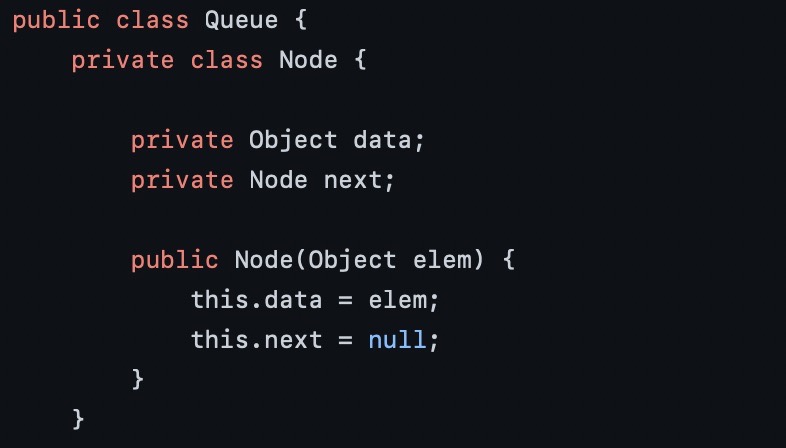 public class Queue {
    private class Node {

        private Object data;
        private Node next;

        public Node(Object elem) {
            this.data = elem;
            this.next = null;
        }
    }